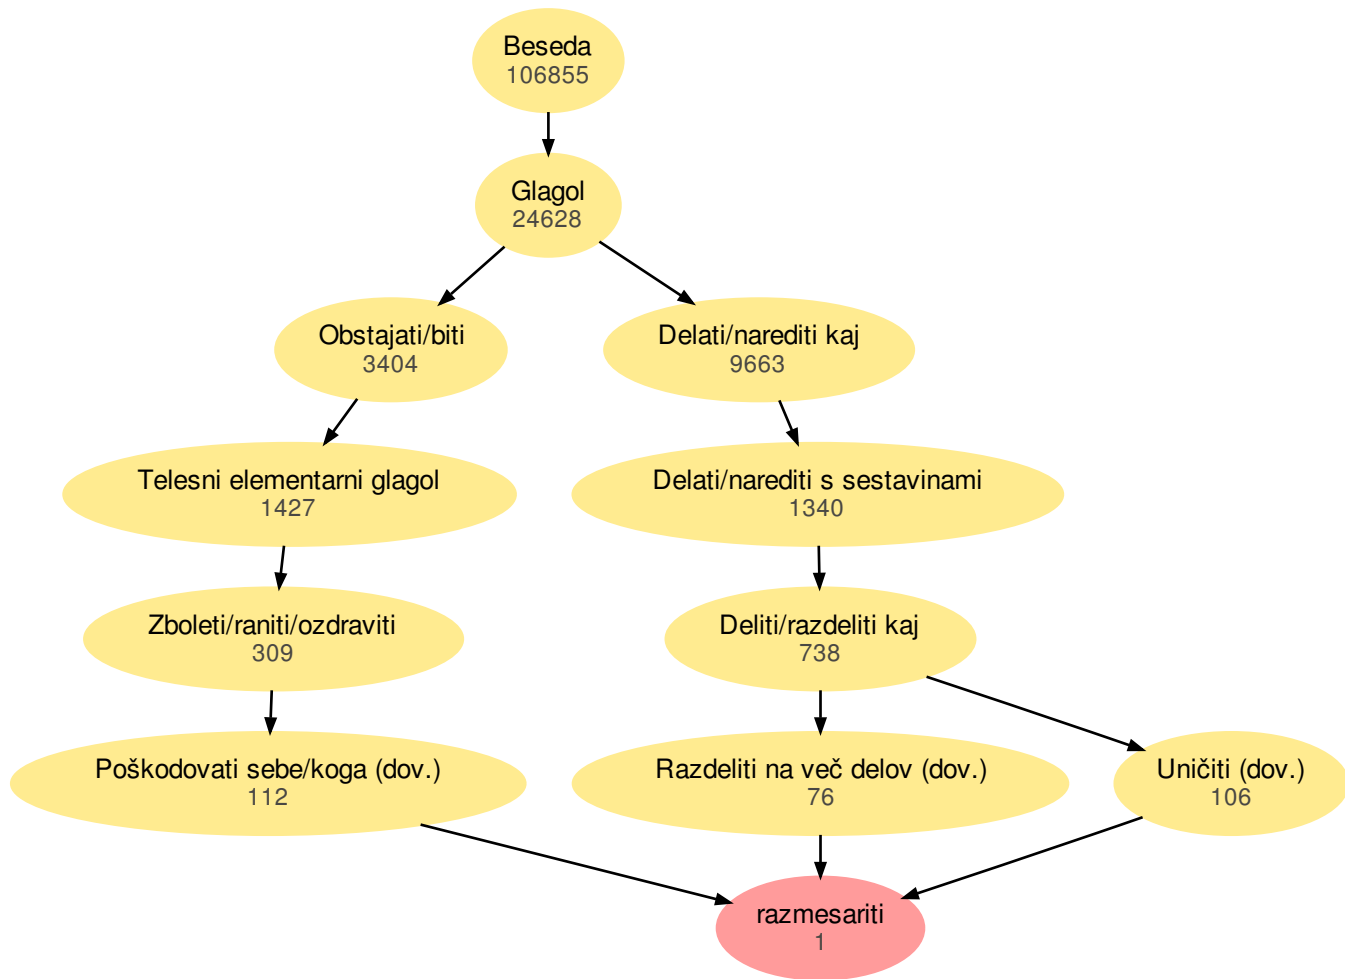 Beseda
106855
Glagol
24628
Obstajati/biti
3404
Delati/narediti kaj
9663
Telesni elementarni glagol
1427
Delati/narediti s sestavinami
1340
Zboleti/raniti/ozdraviti
309
Deliti/razdeliti kaj
738
Poškodovati sebe/koga (dov.)
112
Razdeliti na več delov (dov.)
76
Uničiti (dov.)
106
razmesariti
1